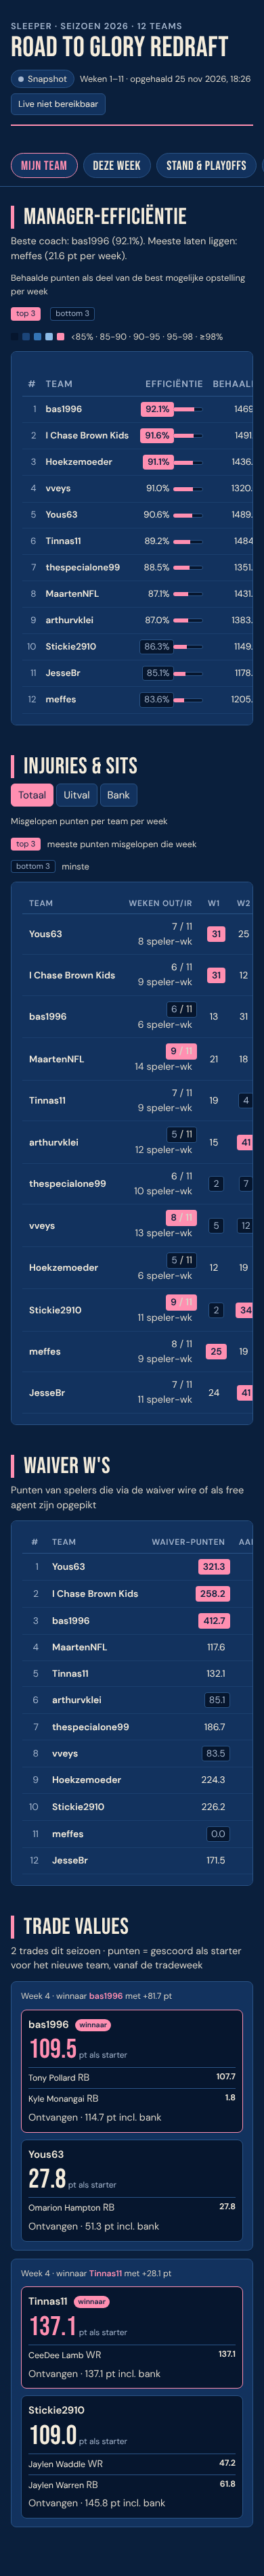 SLEEPER · SEIZOEN 2026 · 12 TEAMS
ROAD TO GLORY REDRAFT
Snapshot Weken 1–11 · opgehaald 25 nov 2026, 18:26
Live niet bereikbaar
MIJN TEAM DEZE WEEK STAND & PLAYOFFS
MANAGER-EFFICIËNTIE
Beste coach: bas1996 (92.1%). Meeste laten liggen:
meffes (21.6 pt per week).
Behaalde punten als deel van de best mogelijke opstelling
per week
top 3 bottom 3
<85% · 85-90 · 90-95 · 95-98 · ≥98%
# TEAM EFFICIËNTIE BEHAALD
1 bas1996 92.1% 1469
2 I Chase Brown Kids 91.6% 1491
3 Hoekzemoeder 91.1% 1436.
4 vveys 91.0% 1320.
5 Yous63 90.6% 1489.
6 Tinnas11 89.2% 1484
7 thespecialone99 88.5% 1351.
8 MaartenNFL 87.1% 1431.
9 arthurvklei 87.0% 1383.
10 Stickie2910 86.3% 1149.
11 JesseBr 85.1% 1178.
12 meffes 83.6% 1205.
INJURIES & SITS
Totaal Uitval Bank
Misgelopen punten per team per week
top 3 meeste punten misgelopen die week
bottom 3 minste
TEAM WEKEN OUT/IR W1 W2
Yous63 7 / 11 31 25
8 speler-wk
I Chase Brown Kids 6 / 11 31 12
9 speler-wk
bas1996 6 / 11 13 31
6 speler-wk
MaartenNFL 9 / 11 21 18
14 speler-wk
Tinnas11 7 / 11 19 4
9 speler-wk
arthurvklei 5 / 11 15 41
12 speler-wk
thespecialone99 6 / 11 2 7
10 speler-wk
vveys 8 / 11 5 12
13 speler-wk
Hoekzemoeder 5 / 11 12 19
6 speler-wk
Stickie2910 9 / 11 2 34
11 speler-wk
meffes 8 / 11 25 19
9 speler-wk
JesseBr 7 / 11 24 41
11 speler-wk
WAIVER W'S
Punten van spelers die via de waiver wire of als free
agent zijn opgepikt
# TEAM WAIVER-PUNTEN AA
1 Yous63 321.3
2 I Chase Brown Kids 258.2
3 bas1996 412.7
4 MaartenNFL 117.6
5 Tinnas11 132.1
6 arthurvklei 85.1
7 thespecialone99 186.7
8 vveys 83.5
9 Hoekzemoeder 224.3
10 Stickie2910 226.2
11 meffes 0.0
12 JesseBr 171.5
TRADE VALUES
2 trades dit seizoen · punten = gescoord als starter
voor het nieuwe team, vanaf de tradeweek
Week 4 · winnaar bas1996 met +81.7 pt
bas1996 winnaar
109.5 pt als starter
Tony Pollard RB 107.7
Kyle Monangai RB 1.8
Ontvangen · 114.7 pt incl. bank
Yous63
27.8 pt als starter
Omarion Hampton RB 27.8
Ontvangen · 51.3 pt incl. bank
Week 4 · winnaar Tinnas11 met +28.1 pt
Tinnas11 winnaar
137.1 pt als starter
CeeDee Lamb WR 137.1
Ontvangen · 137.1 pt incl. bank
Stickie2910
109.0 pt als starter
Jaylen Waddle WR 47.2
Jaylen Warren RB 61.8
Ontvangen · 145.8 pt incl. bank